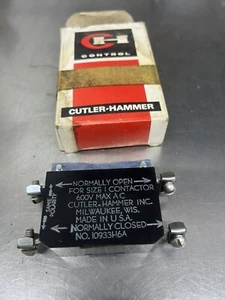 CH
CONTROL
CUTLER-HAMMER
NORMALLY OPEN
FOR SIZE 1 CONTACTOR
600V MAX A C
CUTLER-HAMMER INC.
MILWAUKEE, WIS.
MADE IN U.S.A.
NORMALLY CLOSED
NO. 10933H6A